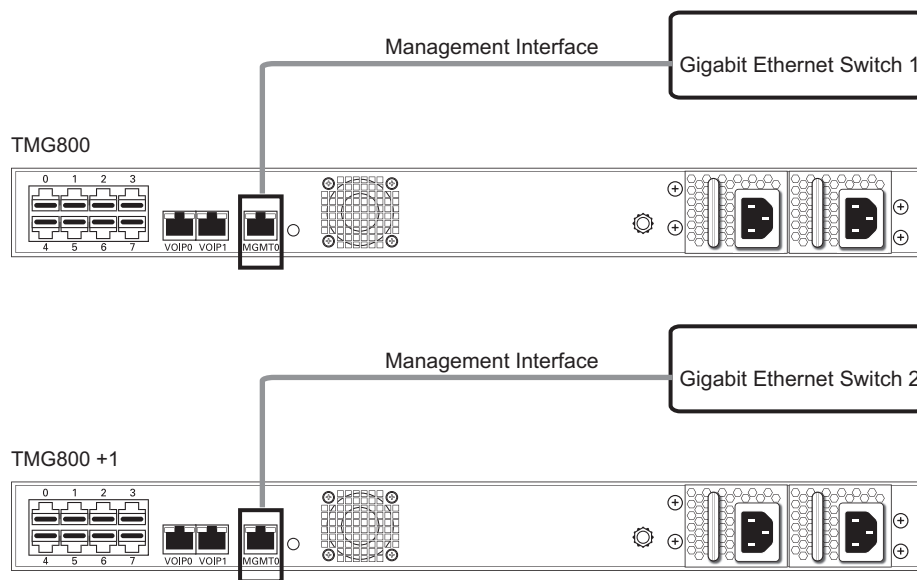 Management Interface
Gigabit Ethernet Switch 1
TMG800
0 1 2 3
4 5 6 7
VOIP0 VOIP1 MGMT0
Management Interface
Gigabit Ethernet Switch 2
TMG800 +1
0 1 2 3
4 5 6 7
VOIP0 VOIP1 MGMT0